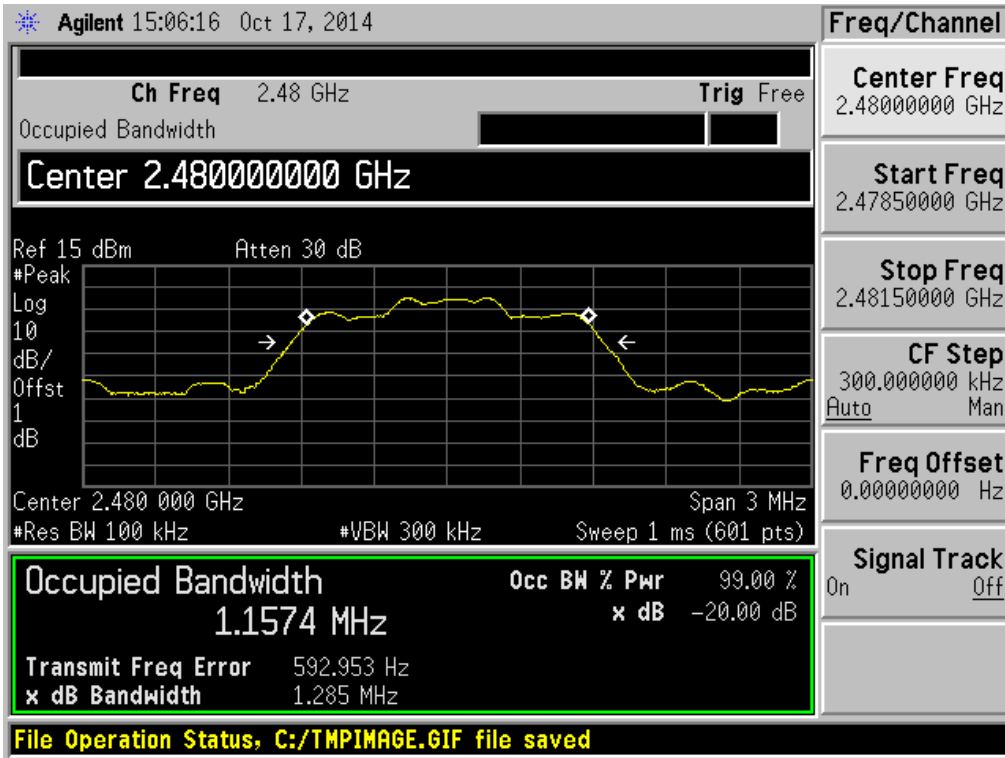 Agilent 15:06:16 Oct 17, 2014
Freq/Channel
Ch Freq 2.48 GHz Trig Free
Occupied Bandwidth
Center 2.480000000 GHz
Ref 15 dBm Atten 30 dB
#Peak
Log
10
dB/
Offst
1
dB
Center 2.480 000 GHz Span 3 MHz
#Res BW 100 kHz #VBW 300 kHz Sweep 1 ms (601 pts)
Occupied Bandwidth Occ BW % Pwr 99.00 %
1.1574 MHz x dB -20.00 dB
Transmit Freq Error 592.953 Hz
x dB Bandwidth 1.285 MHz
File Operation Status, C:/TMPIMAGE.GIF file saved
Center Freq
2.48000000 GHz
Start Freq
2.47850000 GHz
Stop Freq
2.48150000 GHz
CF Step
300.000000 kHz
Auto Man
Freq Offset
0.00000000 Hz
Signal Track
On Off